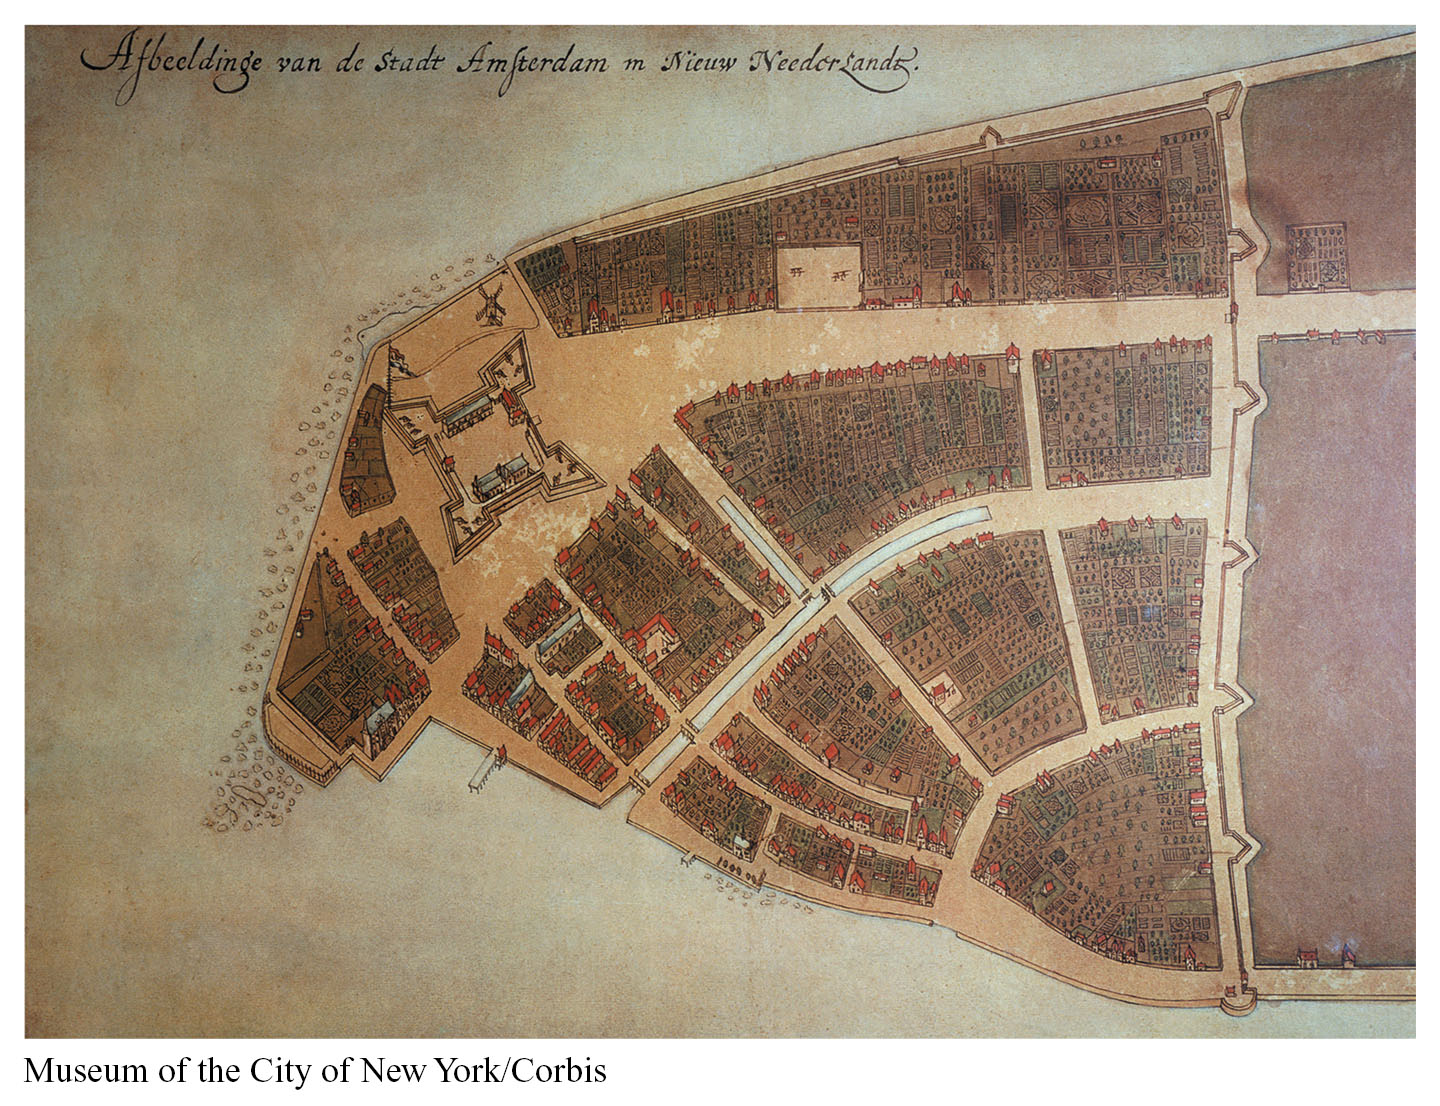 Afbeeldinge van de Stadt Amsterdam in Nieuw Neederlandt.
Museum of the City of New York/Corbis